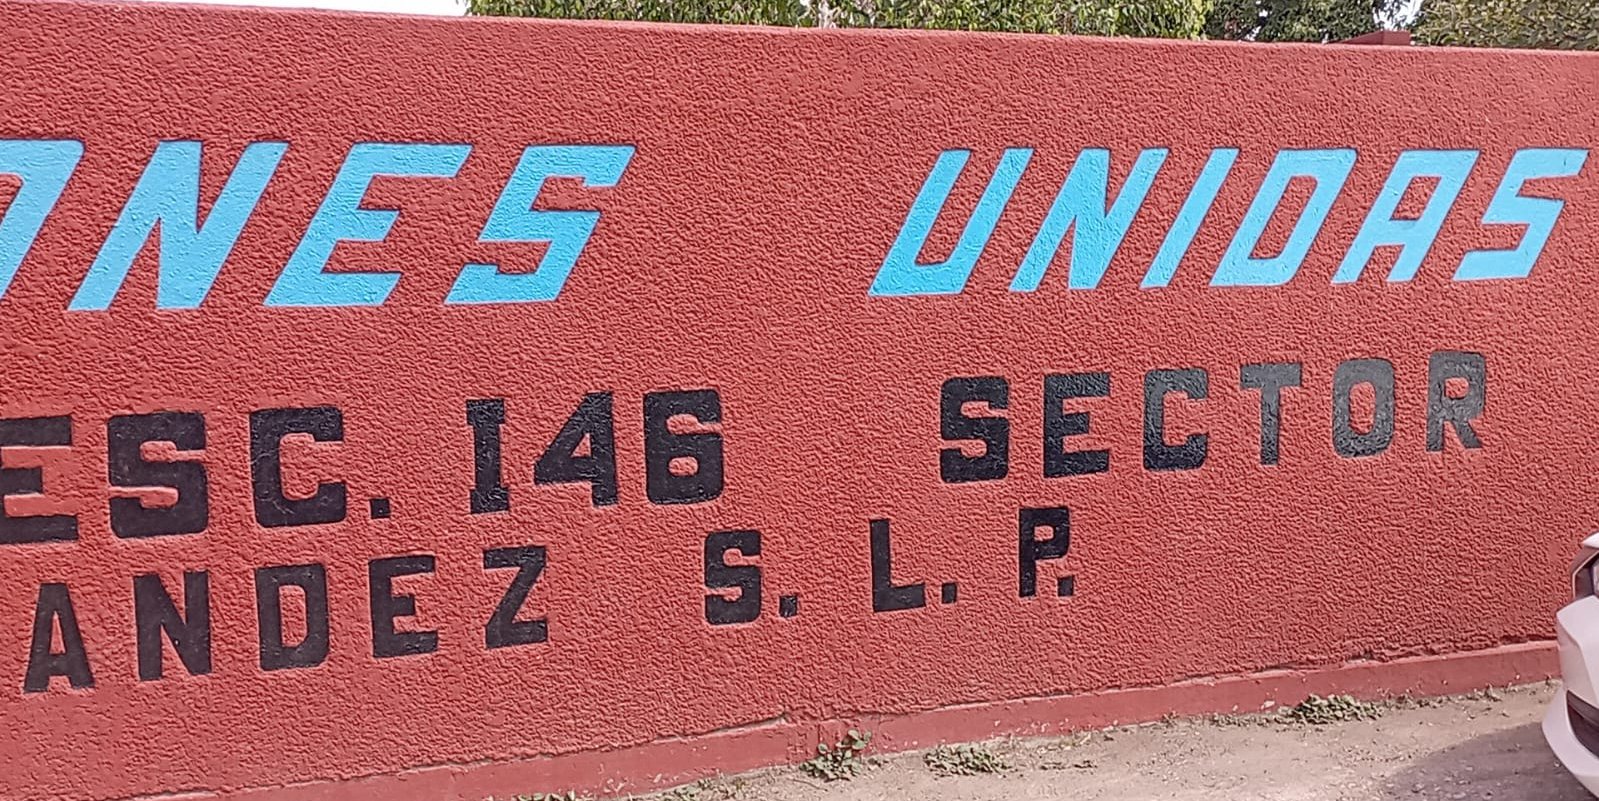 ONES UNIDAS
ESC. 146 SECTOR
ANDEZ S. L. P.